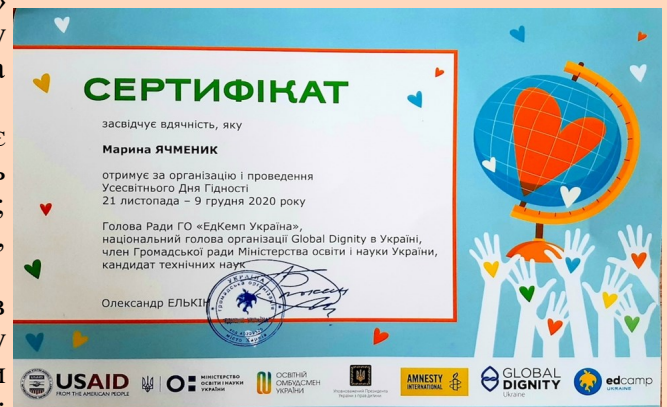 СЕРТИФІКАТ
засвідчує вдячність, яку
Марина ЯЧМЕНИК
отримує за організацію і проведення
Усесвітнього Дня Гідності
21 листопада – 9 грудня 2020 року
Голова Ради ГО «ЕдКемп Україна»,
національний голова організації Global Dignity в Україні,
член Громадської ради Міністерства освіти і науки України,
кандидат технічних наук
Олександр ЕЛЬКІН
УКРАЇНА
USAID
FROM THE AMERICAN PEOPLE
МІНІСТЕРСТВО
ОСВІТИ І НАУКИ
УКРАЇНИ
ОСВІТНІЙ
ОМБУДСМЕН
УКРАЇНИ
AMNESTY
INTERNATIONAL
GLOBAL
DIGNITY
Ukraine
edcamp
UKRAINE